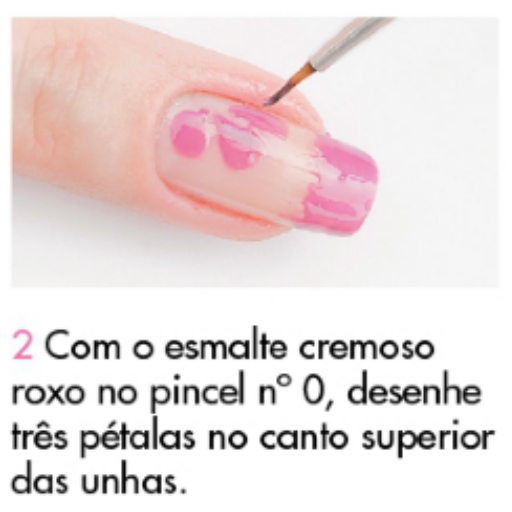 2 Com o esmalte cremoso
roxo no pincel nº 0, desenhe
três pétalas no canto superior
das unhas.